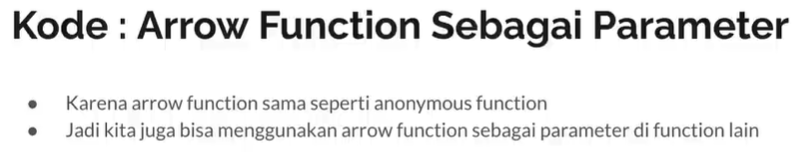 Kode : Arrow Function Sebagai Parameter
● Karena arrow function sama seperti anonymous function
● Jadi kita juga bisa menggunakan arrow function sebagai parameter di function lain